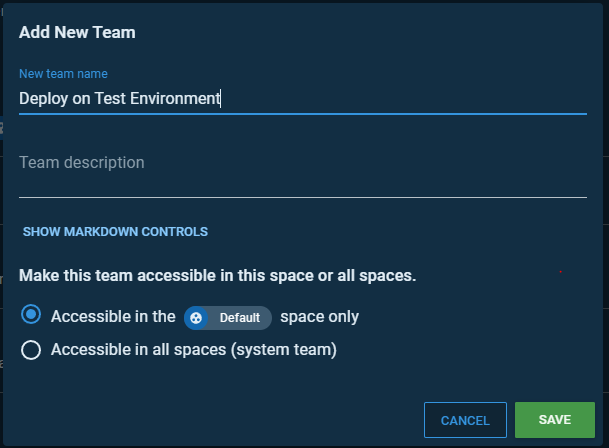 Add New Team
New team name
Deploy on Test Environment
Team description
SHOW MARKDOWN CONTROLS
Make this team accessible in this space or all spaces.
Accessible in the Default space only
Accessible in all spaces (system team)
CANCEL SAVE